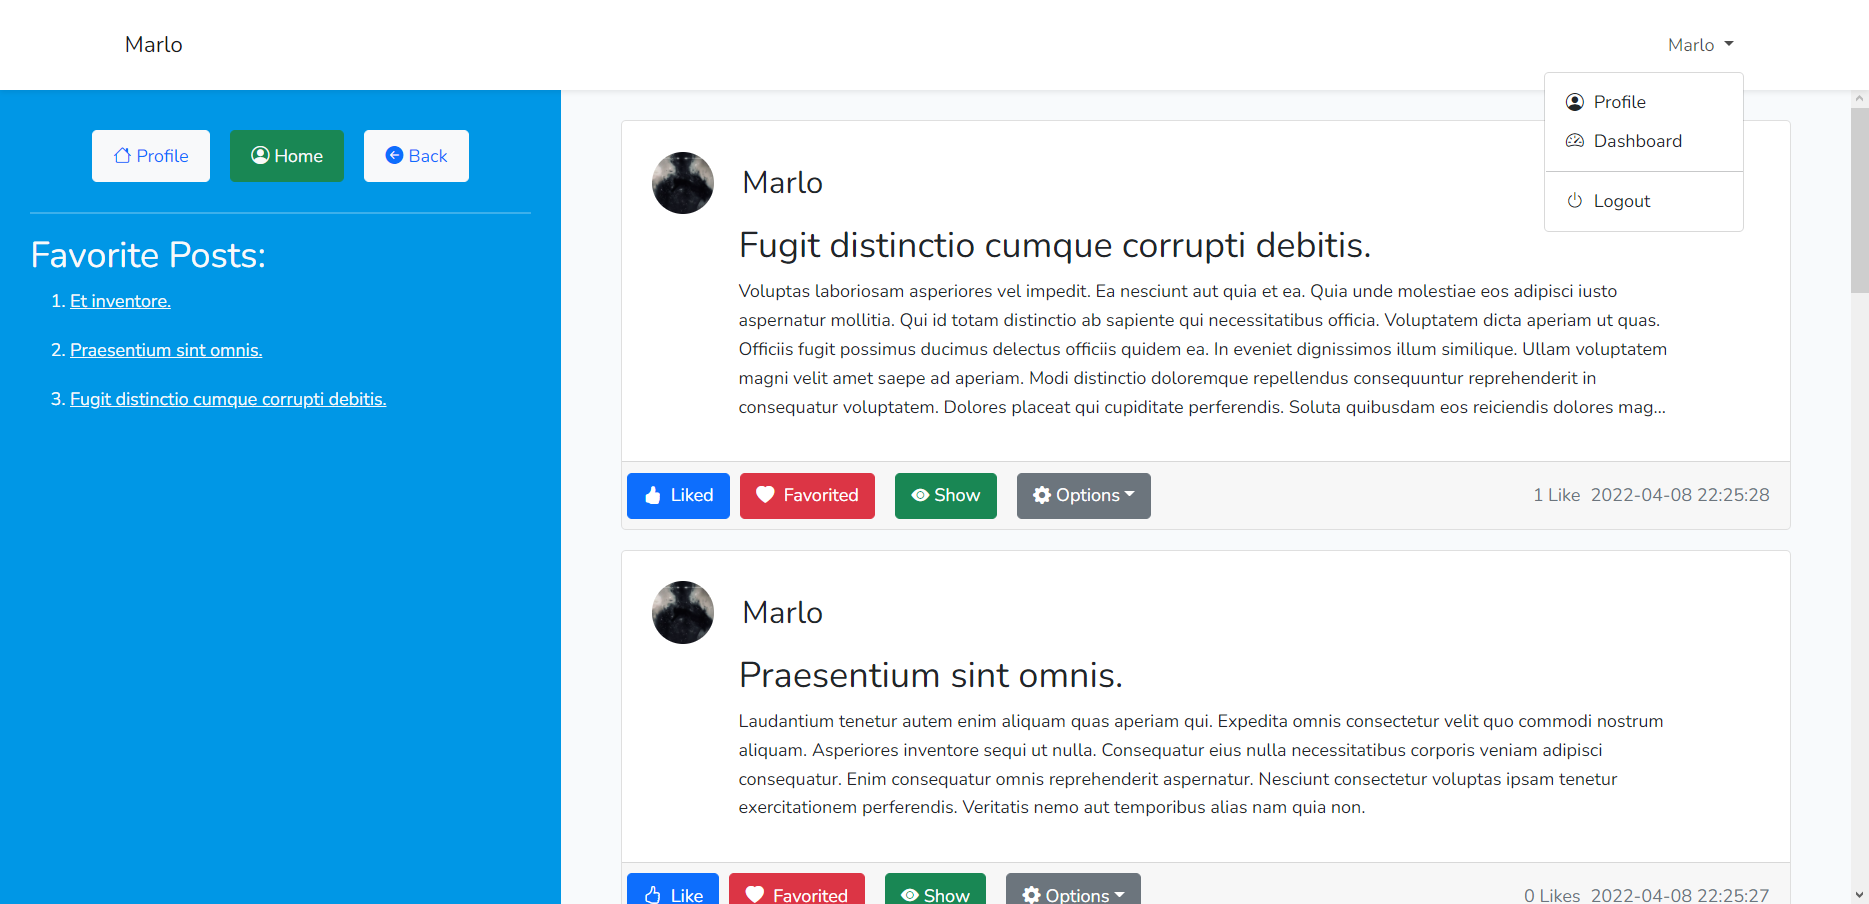 Marlo
Marlo
Profile
Dashboard
Logout
Profile
Home
Back
Favorite Posts:
1. Et inventore.
2. Praesentium sint omnis.
3. Fugit distinctio cumque corrupti debitis.
Marlo
Fugit distinctio cumque corrupti debitis.
Voluptas laboriosam asperiores vel impedit. Ea nesciunt aut quia et ea. Quia unde molestiae eos adipisci iusto
aspernatur mollitia. Qui id totam distinctio ab sapiente qui necessitatibus officia. Voluptatem dicta aperiam ut quas.
Officiis fugit possimus ducimus delectus officiis quidem ea. In eveniet dignissimos illum similique. Ullam voluptatem
magni velit amet saepe ad aperiam. Modi distinctio doloremque repellendus consequuntur reprehenderit in
consequatur voluptatem. Dolores placeat qui cupiditate perferendis. Soluta quibusdam eos reiciendis dolores mag...
Liked Favorited Show Options 1 Like 2022-04-08 22:25:28
Marlo
Praesentium sint omnis.
Laudantium tenetur autem enim aliquam quas aperiam qui. Expedita omnis consectetur velit quo commodi nostrum
aliquam. Asperiores inventore sequi ut nulla. Consequatur eius nulla necessitatibus corporis veniam adipisci
consequatur. Enim consequatur omnis reprehenderit aspernatur. Nesciunt consectetur voluptas ipsam tenetur
exercitationem perferendis. Veritatis nemo aut temporibus alias nam quia non.
Like Favorited Show Options 0 Likes 2022-04-08 22:25:27